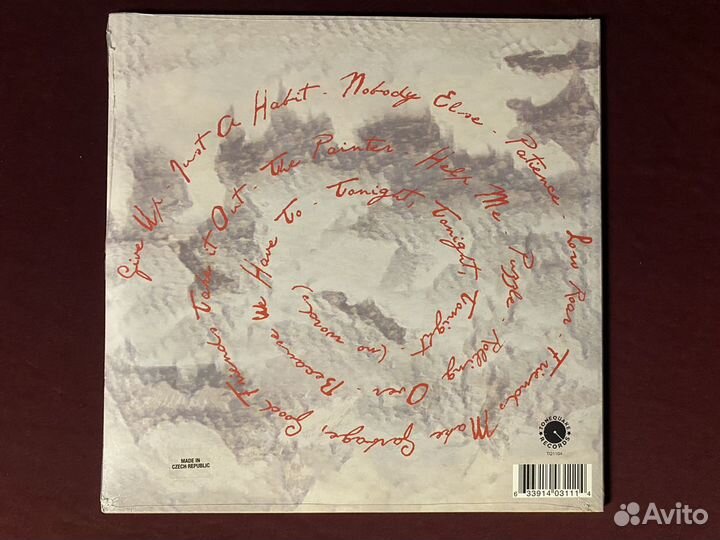 Give Up - Just A Habit - Nobody Else - Patience - Low Roar - Friends Make Garbage, Good Friends Take it Out - The Painter
Help Me - Puzzle - Rolling Over - Because We Have To - Tonight, Tonight, Tonight - (no words)
MADE IN
CZECH REPUBLIC
TONEQUAKE
RECORDS
TQ1104
6 33914 03111 4
Avito